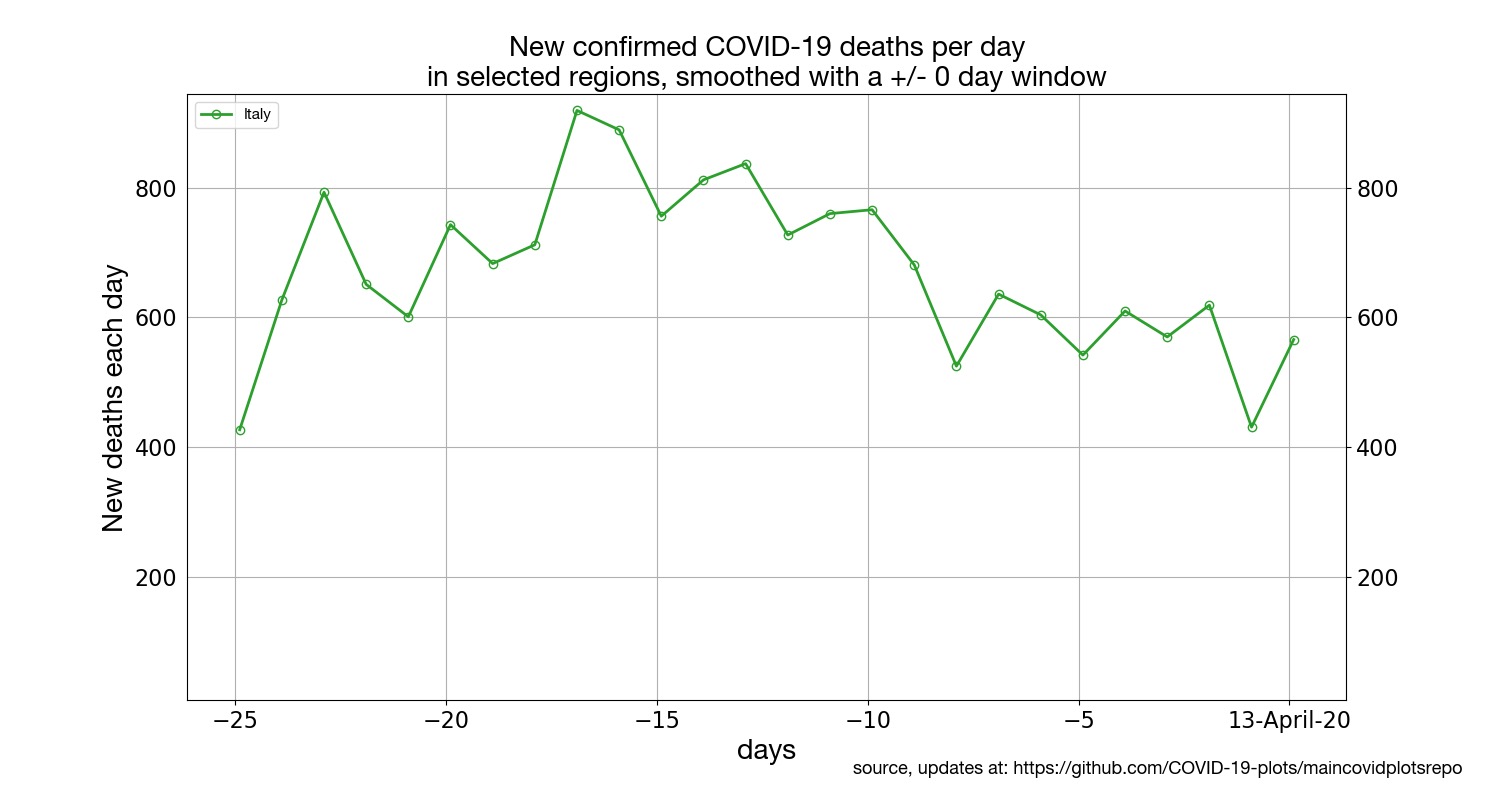 New confirmed COVID-19 deaths per day
in selected regions, smoothed with a +/- 0 day window
Italy
800
600
400
200
800
600
400
200
New deaths each day
−25
−20
−15
−10
−5
13-April-20
days
source, updates at: https://github.com/COVID-19-plots/maincovidplotsrepo